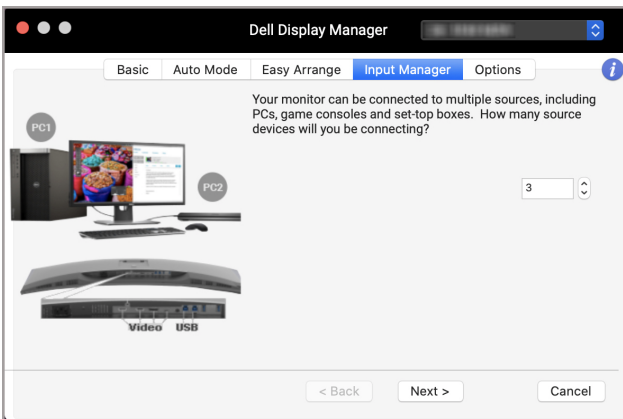 Dell Display Manager
Basic Auto Mode Easy Arrange Input Manager Options i
Your monitor can be connected to multiple sources, including
PCs, game consoles and set-top boxes. How many source
devices will you be connecting?
PC1
3
PC2
Video USB
< Back Next > Cancel